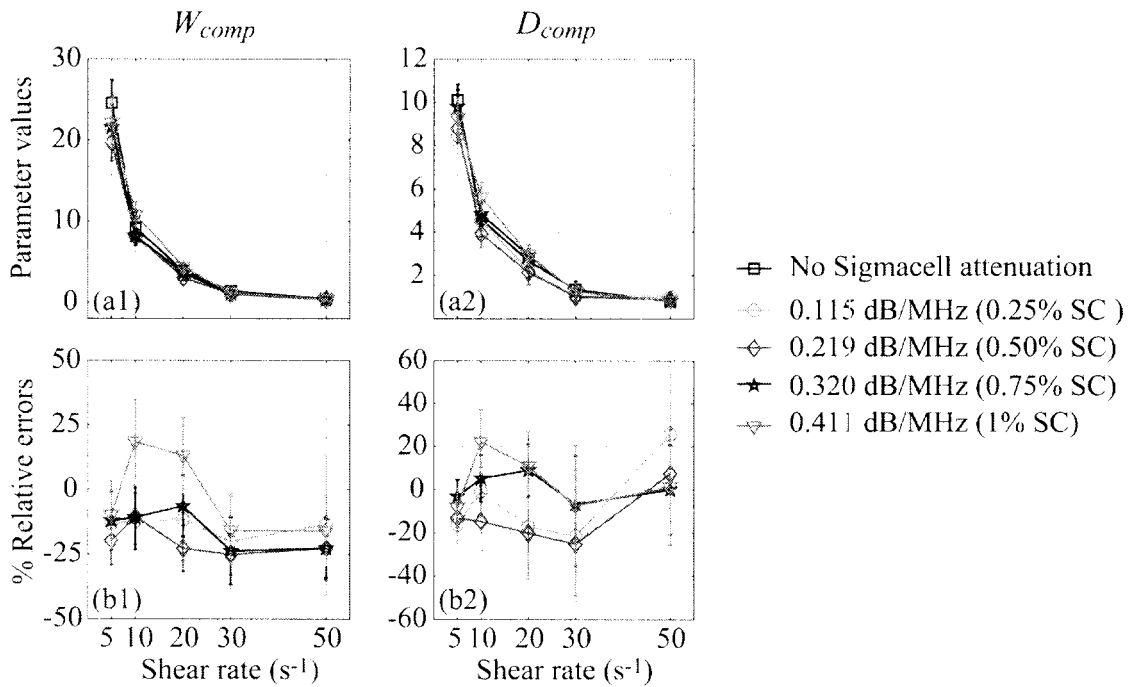 W_comp
D_comp
Parameter values
30
20
10
0
(a1)
12
10
8
6
4
2
(a2)
No Sigmacell attenuation
0.115 dB/MHz (0.25% SC )
0.219 dB/MHz (0.50% SC)
0.320 dB/MHz (0.75% SC)
0.411 dB/MHz (1% SC)
% Relative errors
50
25
0
-25
-50
(b1)
60
40
20
0
-20
-40
-60
(b2)
5 10 20 30 50
5 10 20 30 50
Shear rate (s-1)
Shear rate (s-1)